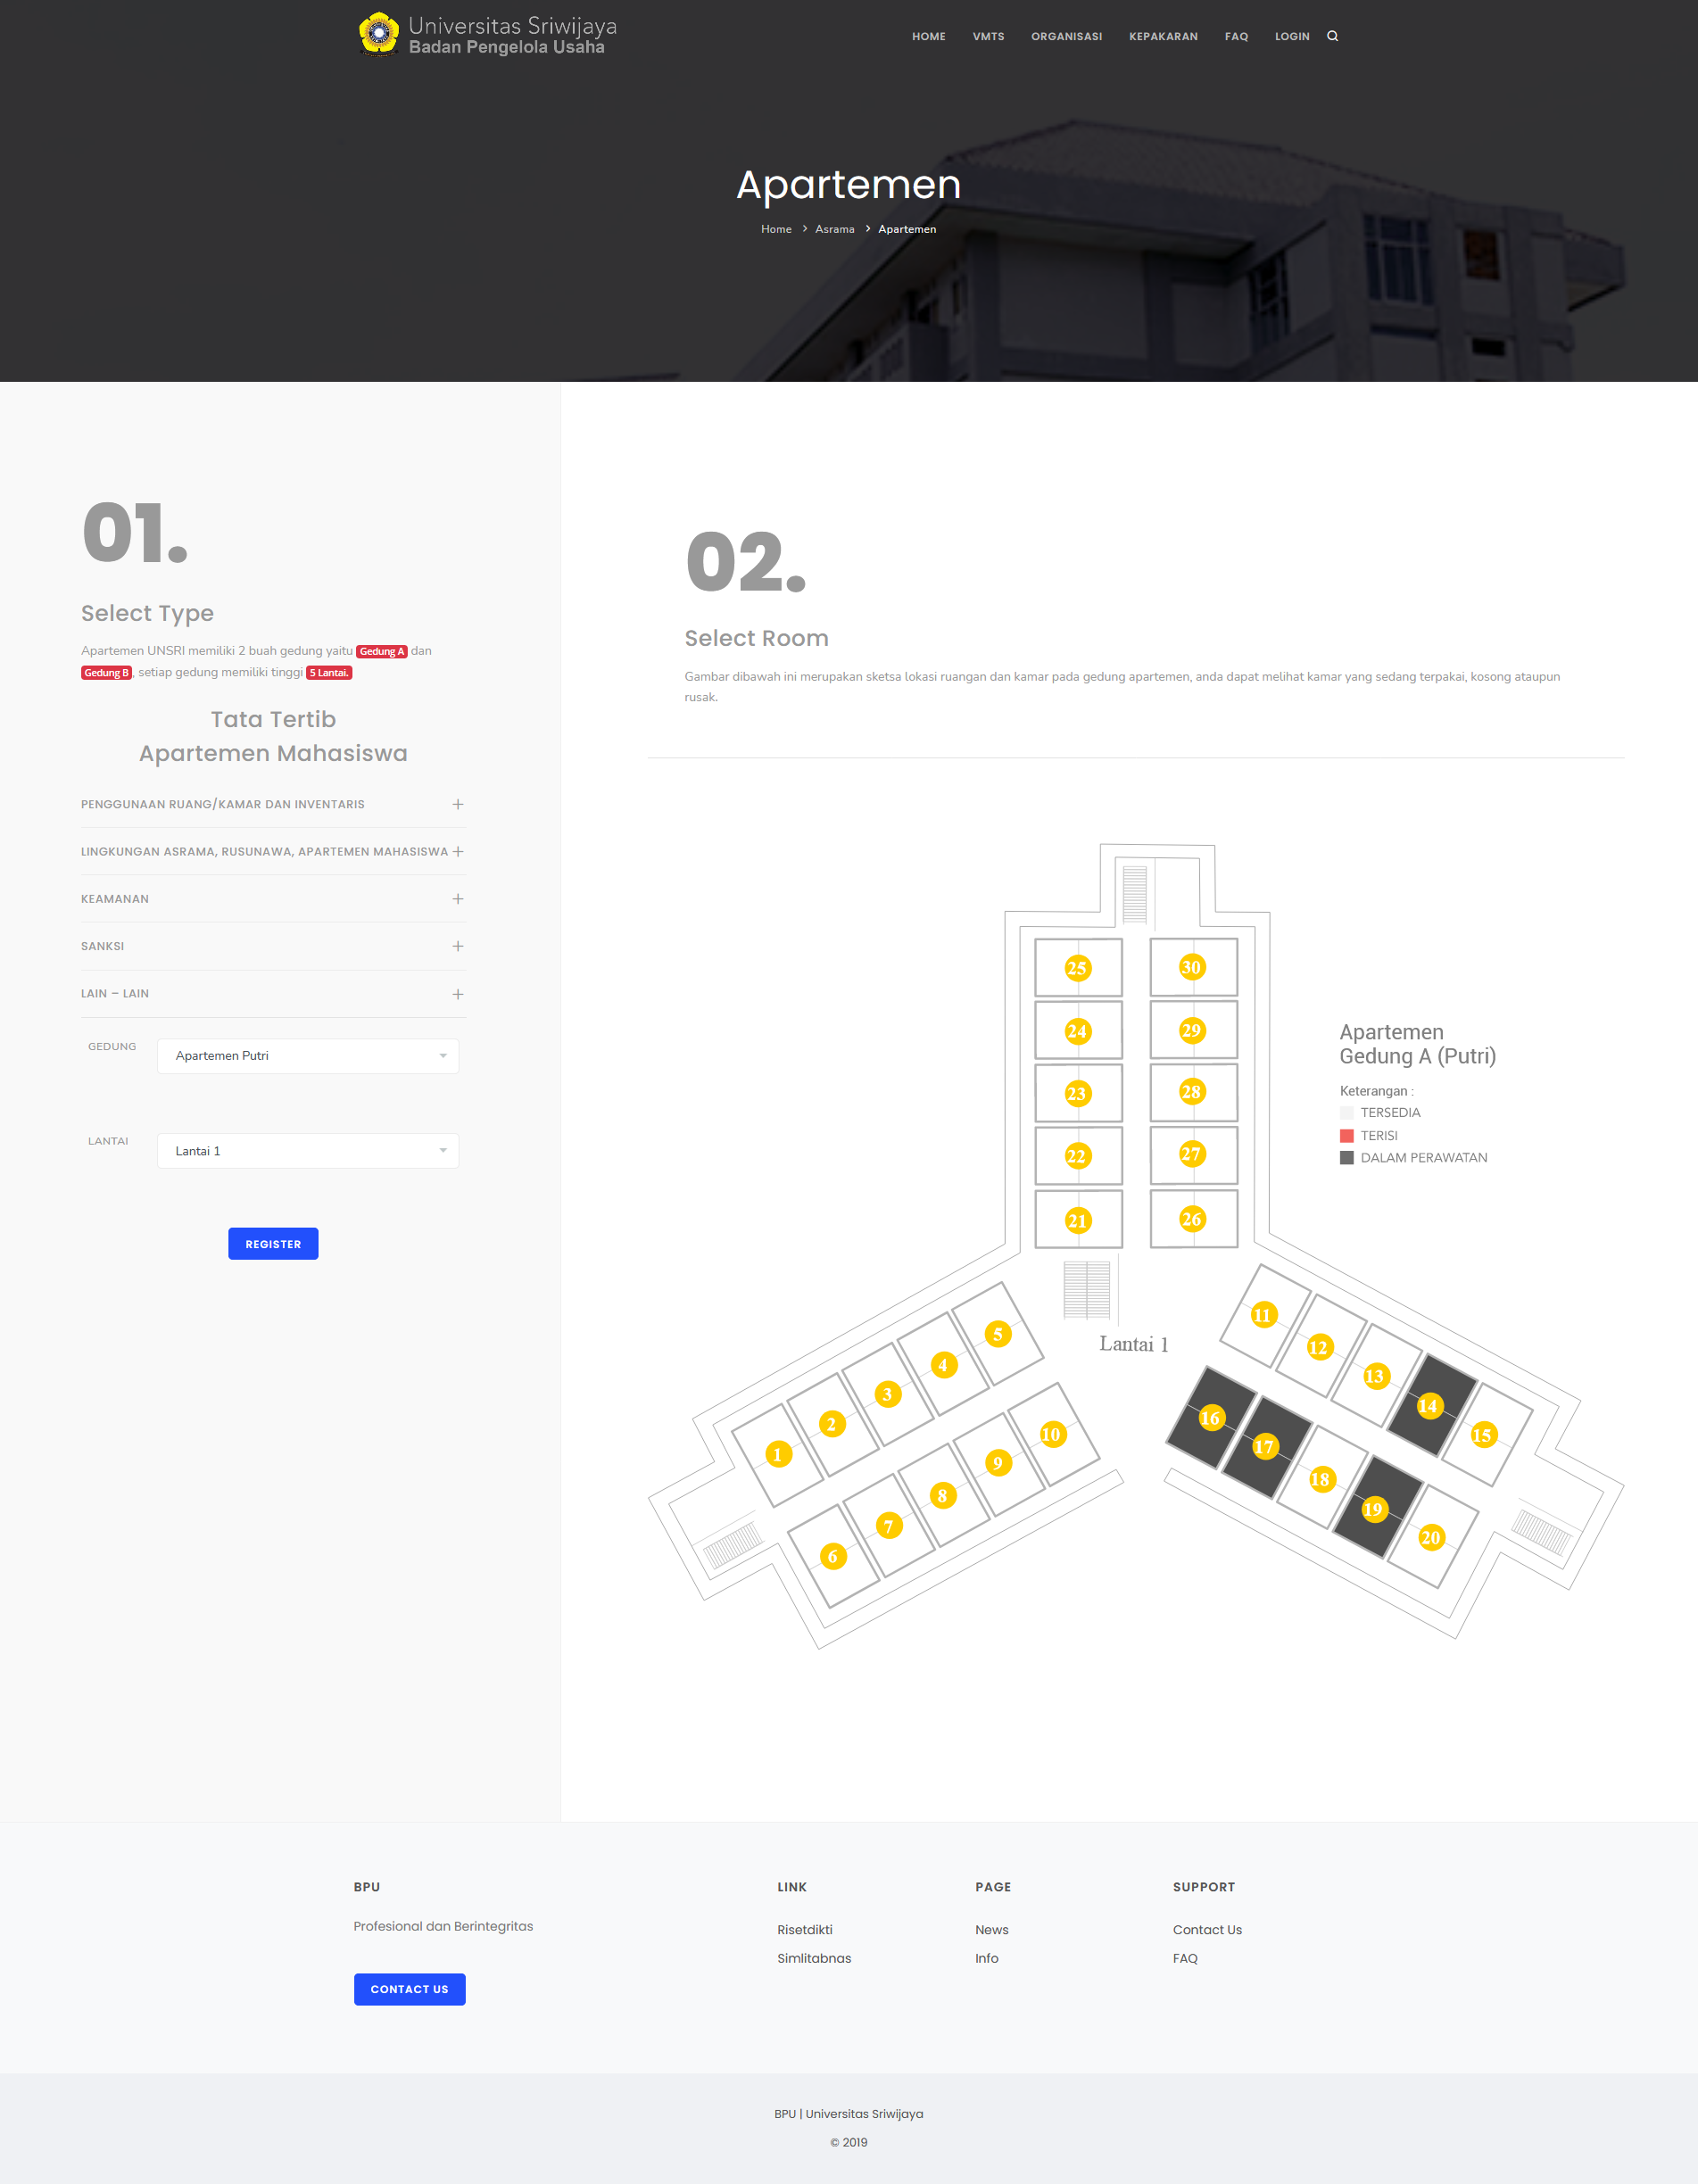 Universitas Sriwijaya
Badan Pengelola Usaha
HOME VMTS ORGANISASI KEPAKARAN FAQ LOGIN
Apartemen
Home > Asrama > Apartemen
01.
Select Type
Apartemen UNSRI memiliki 2 buah gedung yaitu Gedung A dan
Gedung B, setiap gedung memiliki tinggi 5 Lantai.
Tata Tertib
Apartemen Mahasiswa
PENGGUNAAN RUANG/KAMAR DAN INVENTARIS +
LINGKUNGAN ASRAMA, RUSUNAWA, APARTEMEN MAHASISWA +
KEAMANAN +
SANKSI +
LAIN – LAIN +
GEDUNG Apartemen Putri
LANTAI Lantai 1
REGISTER
02.
Select Room
Gambar dibawah ini merupakan sketsa lokasi ruangan dan kamar pada gedung apartemen, anda dapat melihat kamar yang sedang terpakai, kosong ataupun
rusak.
25 30
24 29
23 28
22 27
21 26
Apartemen
Gedung A (Putri)
Keterangan :
TERSEDIA
TERISI
DALAM PERAWATAN
Lantai 1
1 2 3 4 5
6 7 8 9 10
11 12 13 14 15
16 17 18 19 20
BPU
Profesional dan Berintegritas
CONTACT US
LINK
Risetdikti
Simlitabnas
PAGE
News
Info
SUPPORT
Contact Us
FAQ
BPU | Universitas Sriwijaya
© 2019